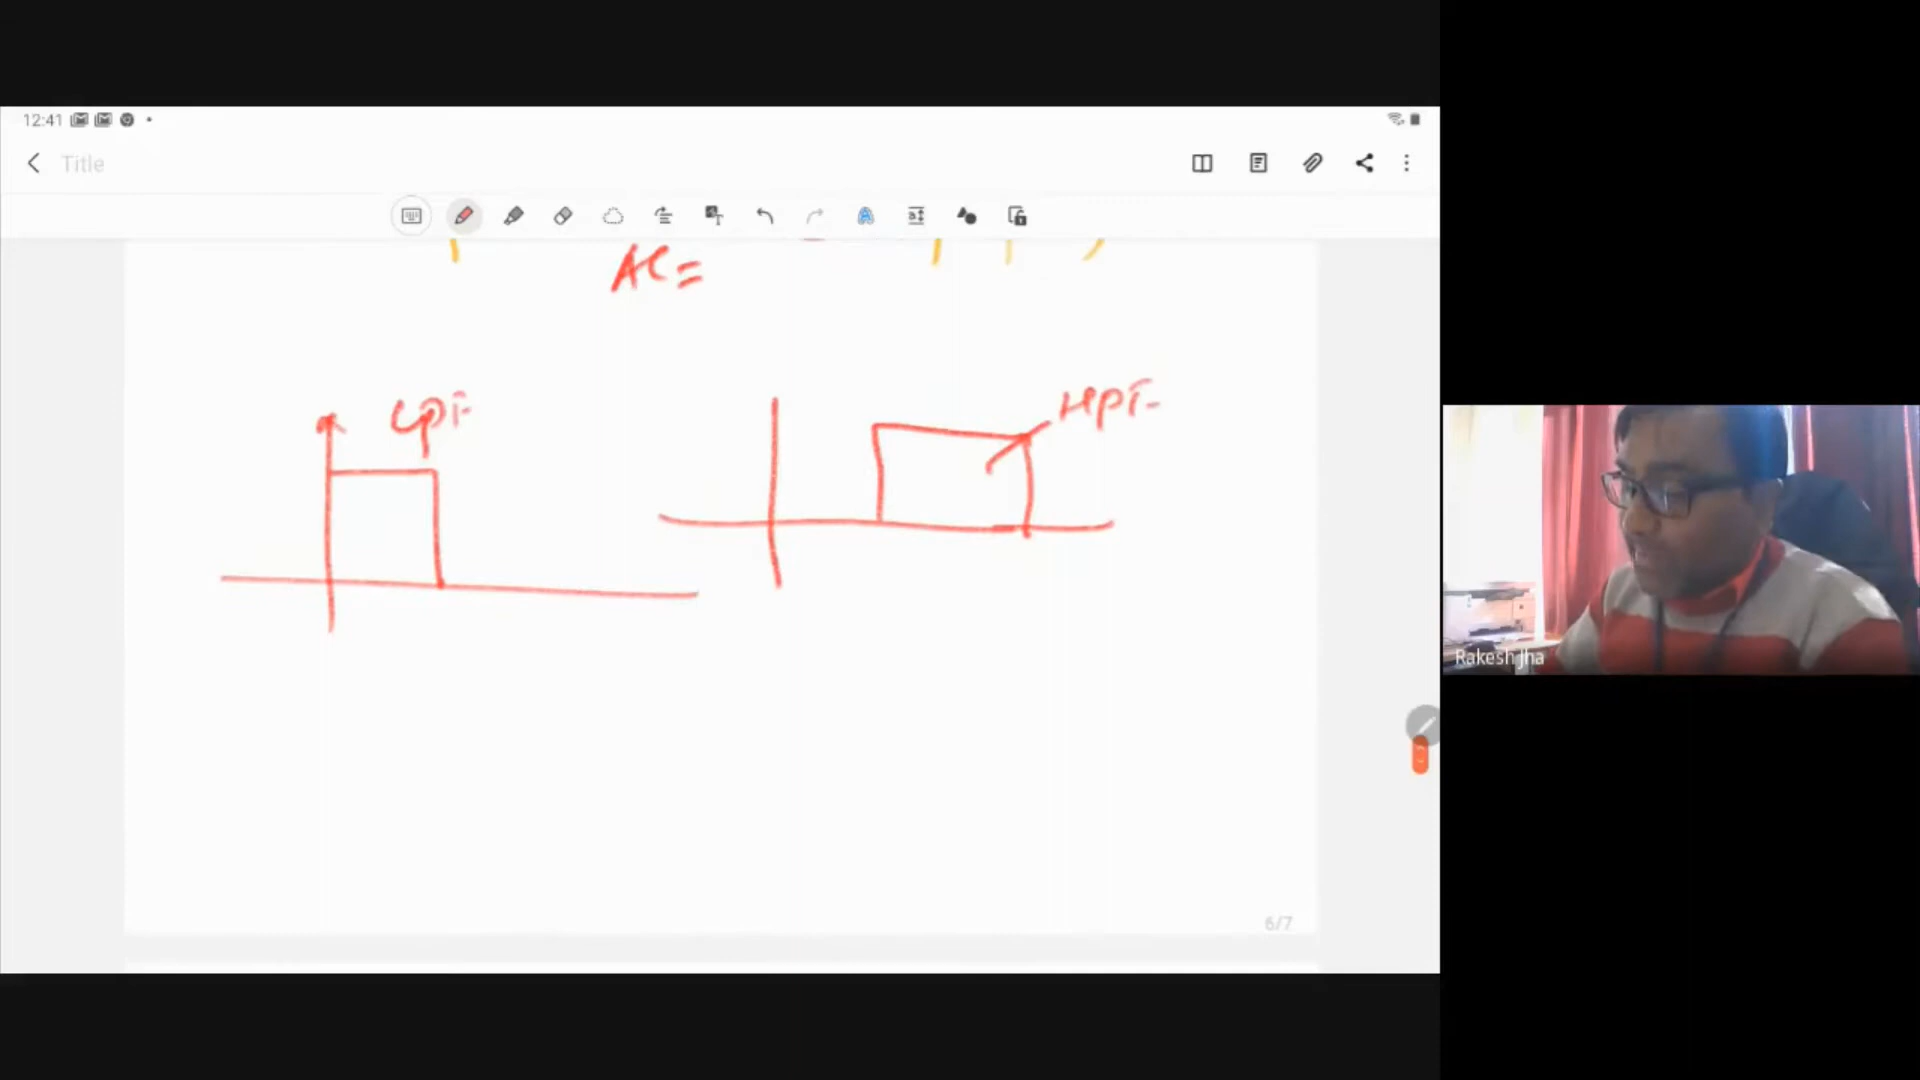 12:41
Title
AC=
LPF
HPF
Rakesh Jha
6/7